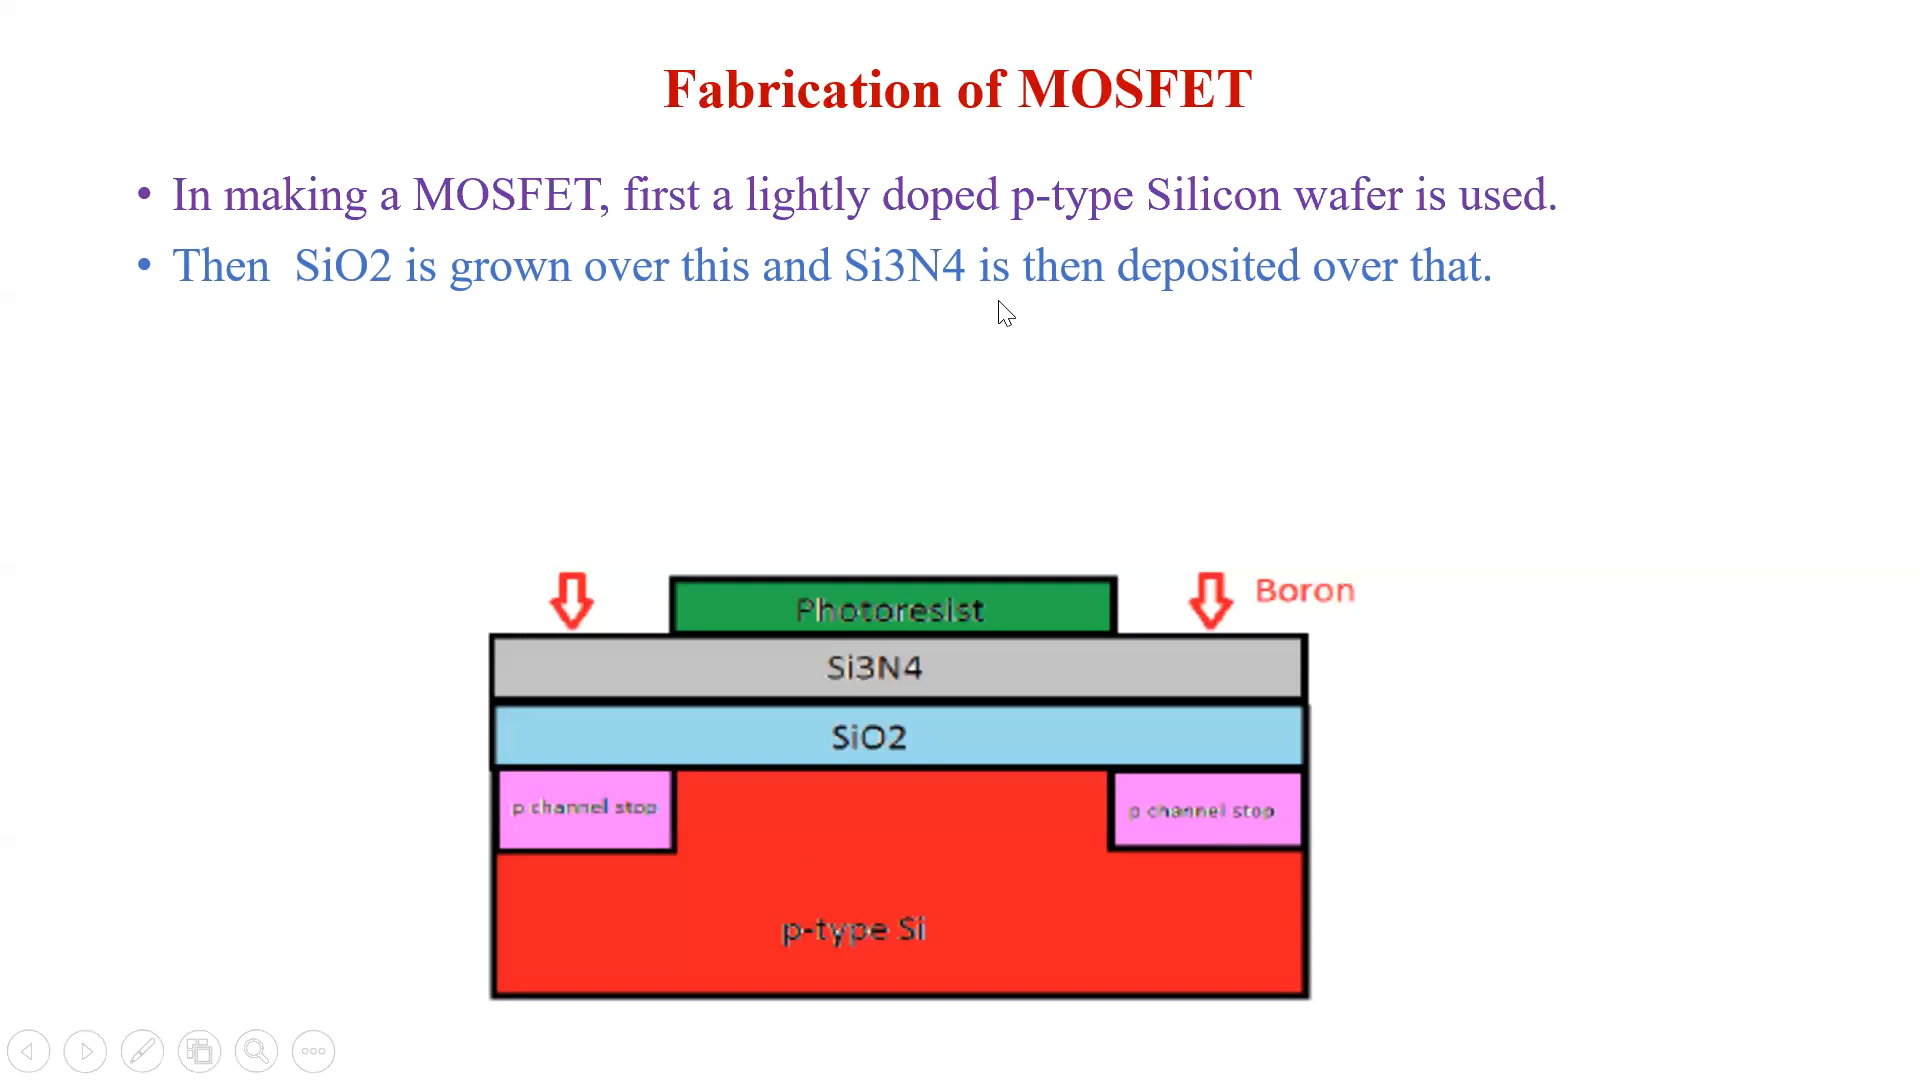 Fabrication of MOSFET
• In making a MOSFET, first a lightly doped p-type Silicon wafer is used.
• Then SiO2 is grown over this and Si3N4 is then deposited over that.
Photoresist
Boron
Si3N4
SiO2
p channel stop
p channel stop
p-type Si